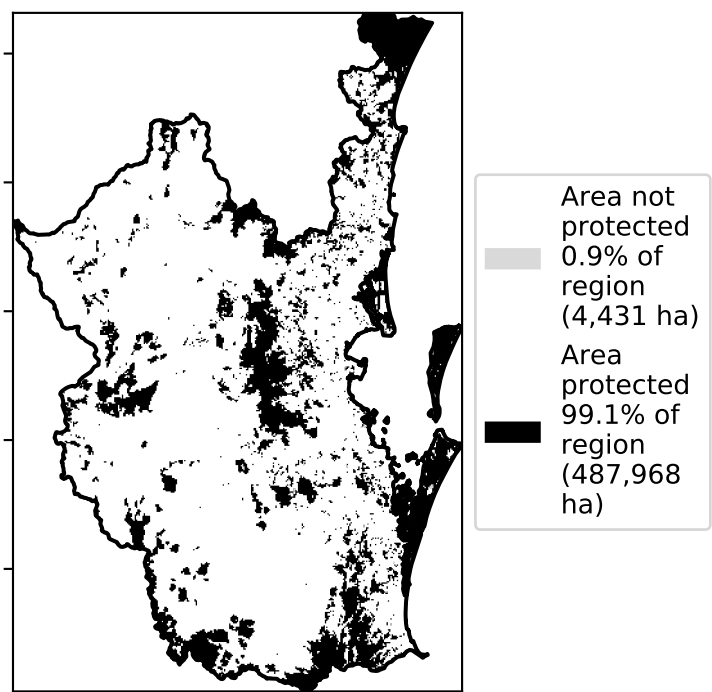 Area not
protected
0.9% of
region
(4,431 ha)
Area
protected
99.1% of
region
(487,968
ha)